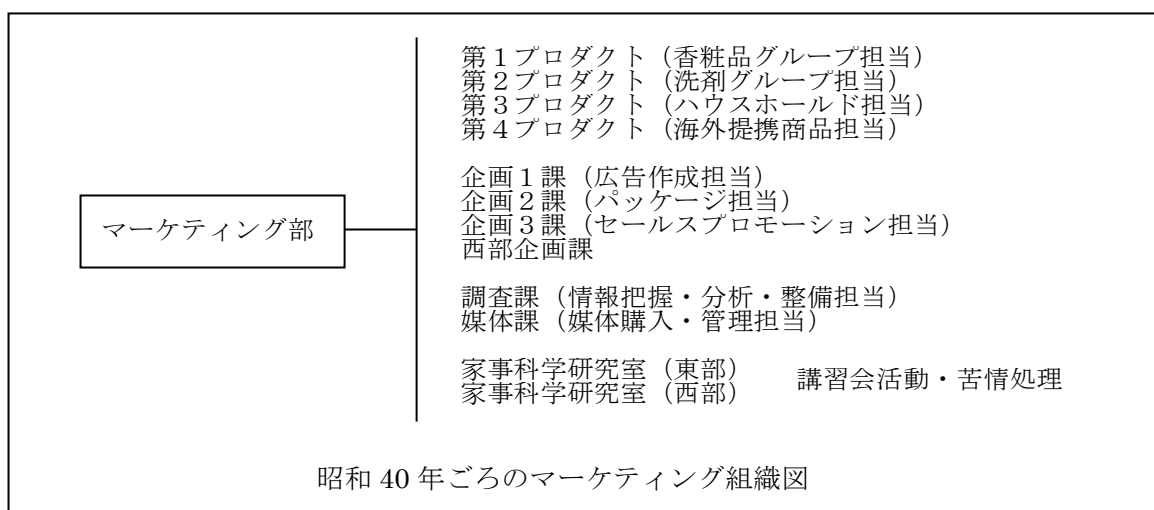 第１プロダクト（香粧品グループ担当）
第２プロダクト（洗剤グループ担当）
第３プロダクト（ハウスホールド担当）
第４プロダクト（海外提携商品担当）
企画１課（広告作成担当）
企画２課（パッケージ担当）
企画３課（セールスプロモーション担当）
西部企画課
マーケティング部
調査課（情報把握・分析・整備担当）
媒体課（媒体購入・管理担当）
家事科学研究室（東部）
家事科学研究室（西部）
講習会活動・苦情処理
昭和 40 年ごろのマーケティング組織図